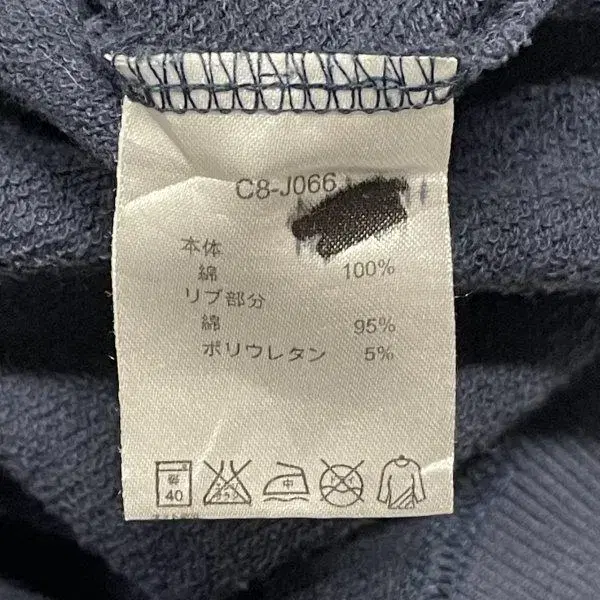 C8-J066
本体
綿 100%
リブ部分
綿 95%
ポリウレタン 5%
弱 40 中